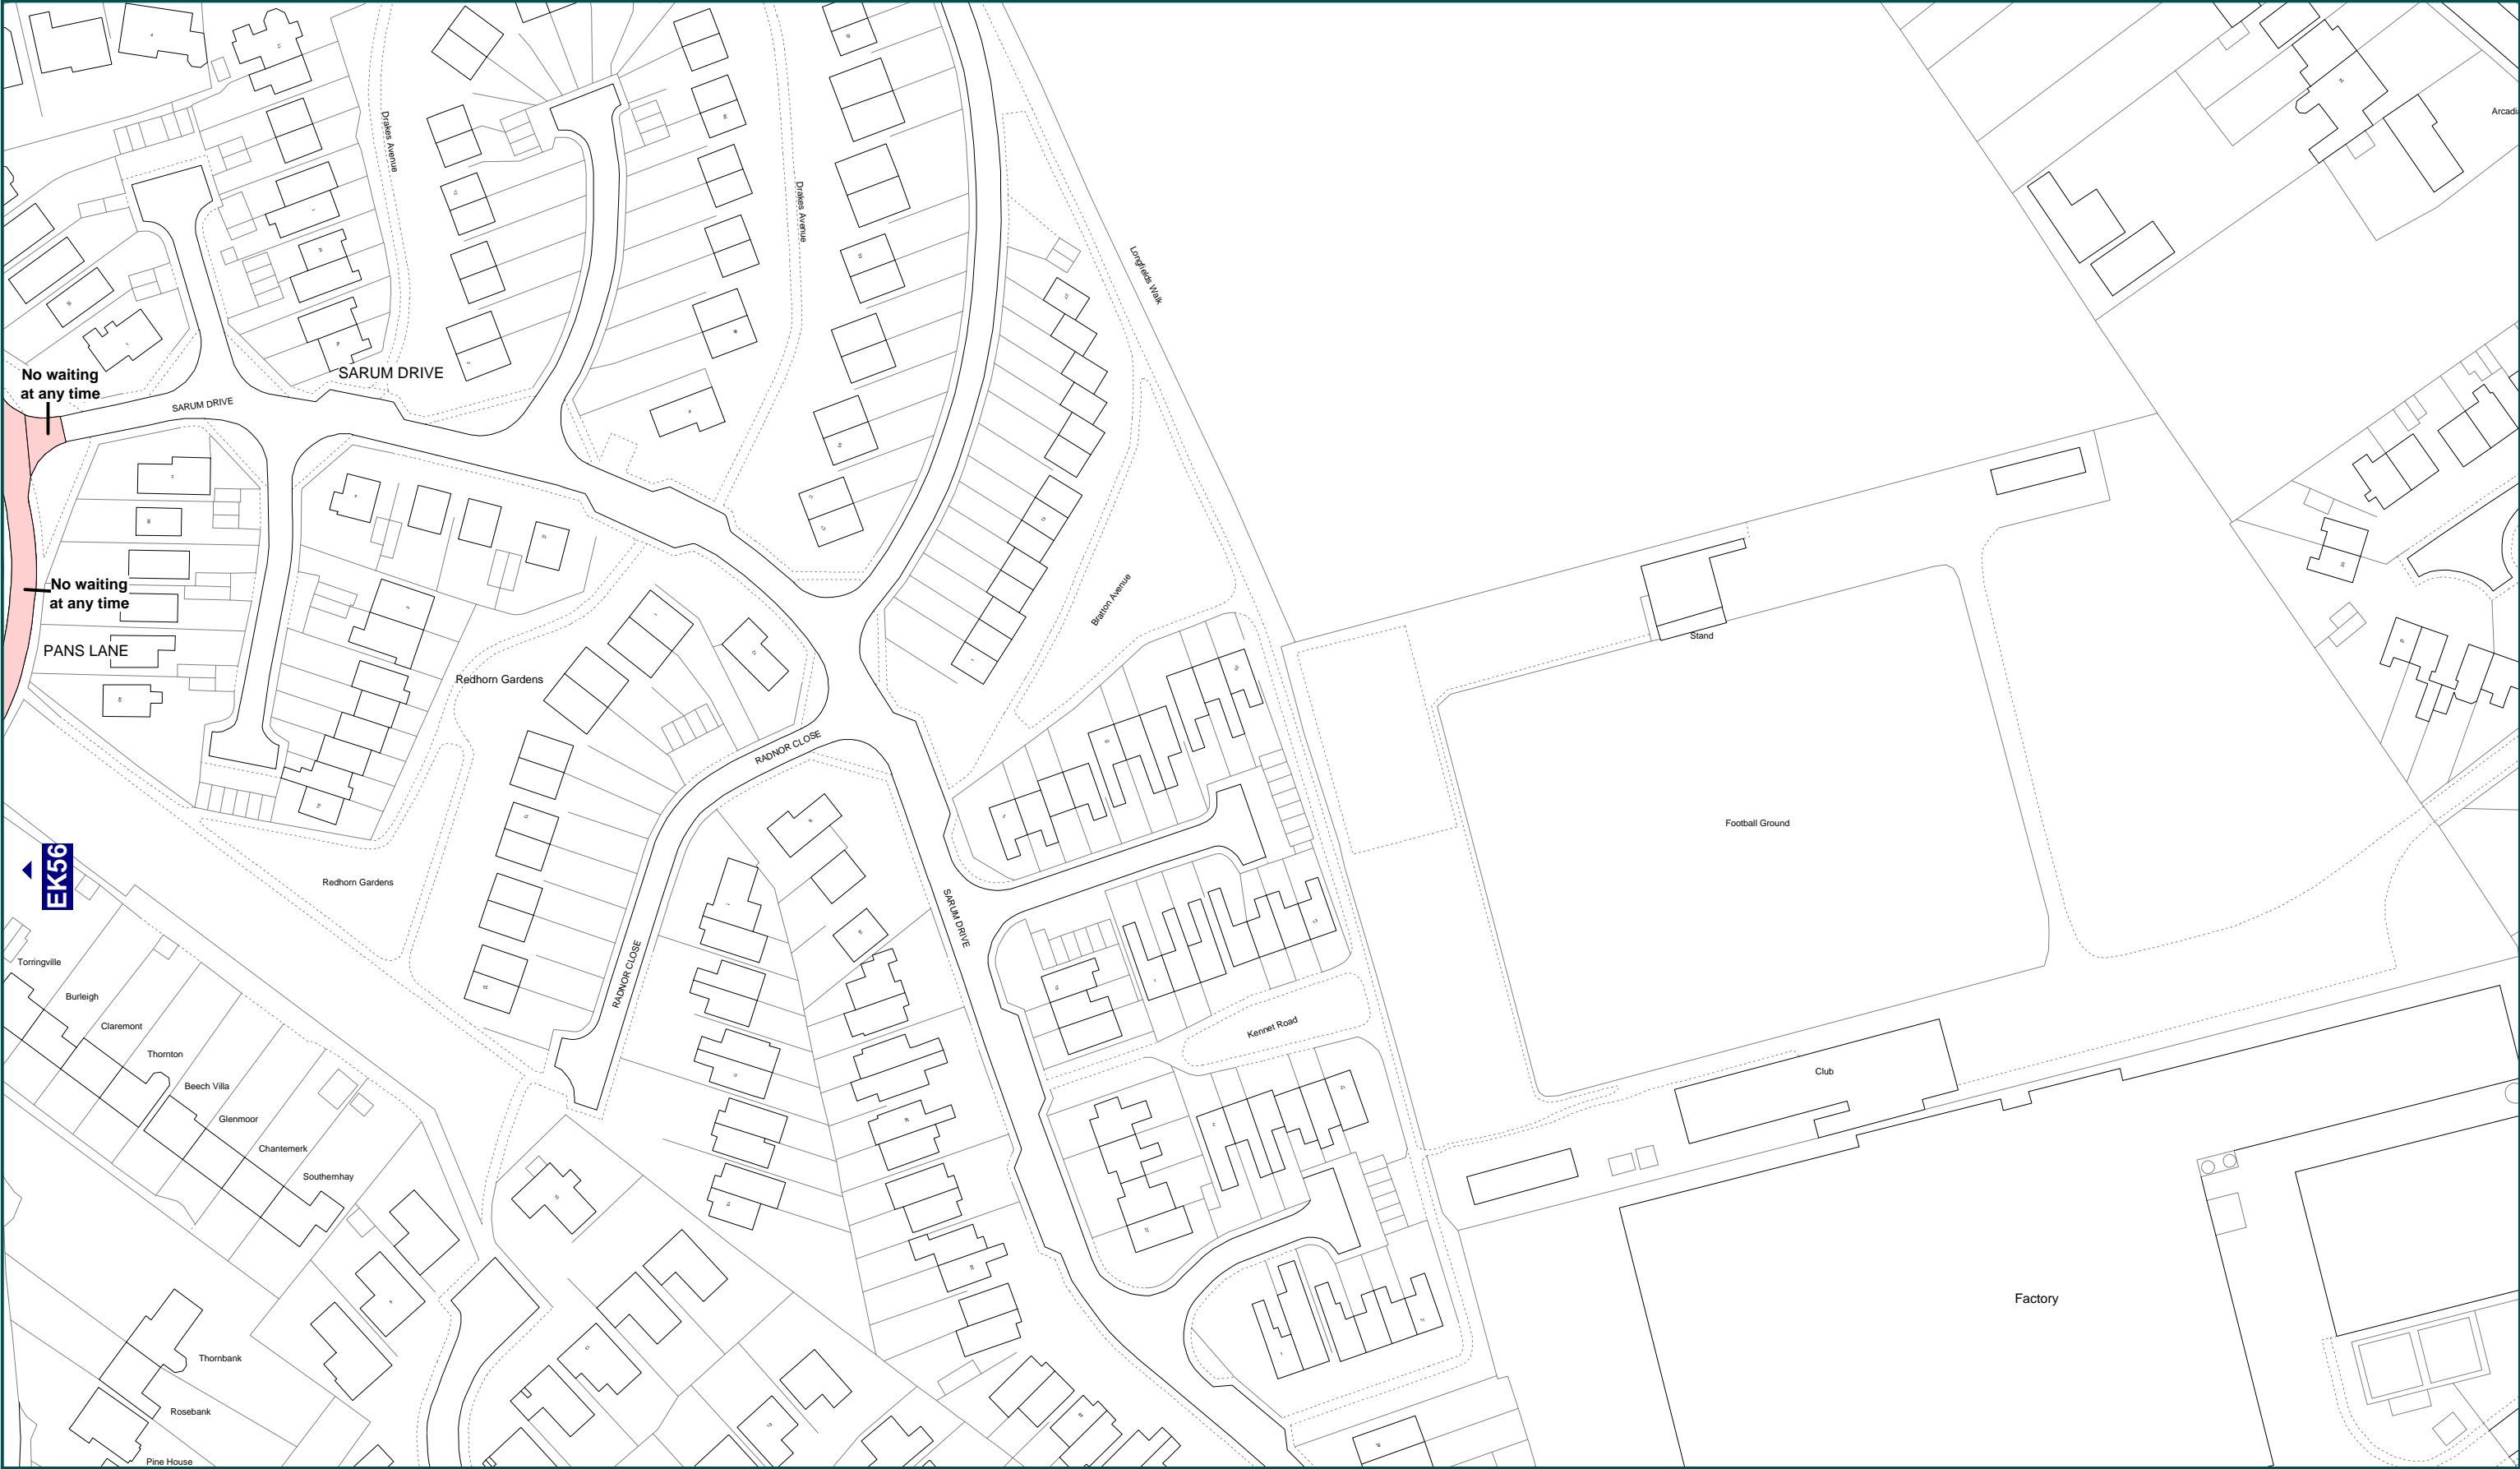 Drakes Avenue
Arcadi
Drakes Avenue
Longfields Walk
No waiting
at any time
SARUM DRIVE
SARUM DRIVE
No waiting
at any time
Bratton Avenue
Stand
PANS LANE
Redhorn Gardens
RADNOR CLOSE
Football Ground
EK56
Redhorn Gardens
SARUM DRIVE
Torringville
RADNOR CLOSE
Burleigh
Claremont
Kennet Road
Thornton
Beech Villa
Club
Glenmoor
Chantemerk
Southernhay
Factory
Thornbank
Rosebank
Pine House